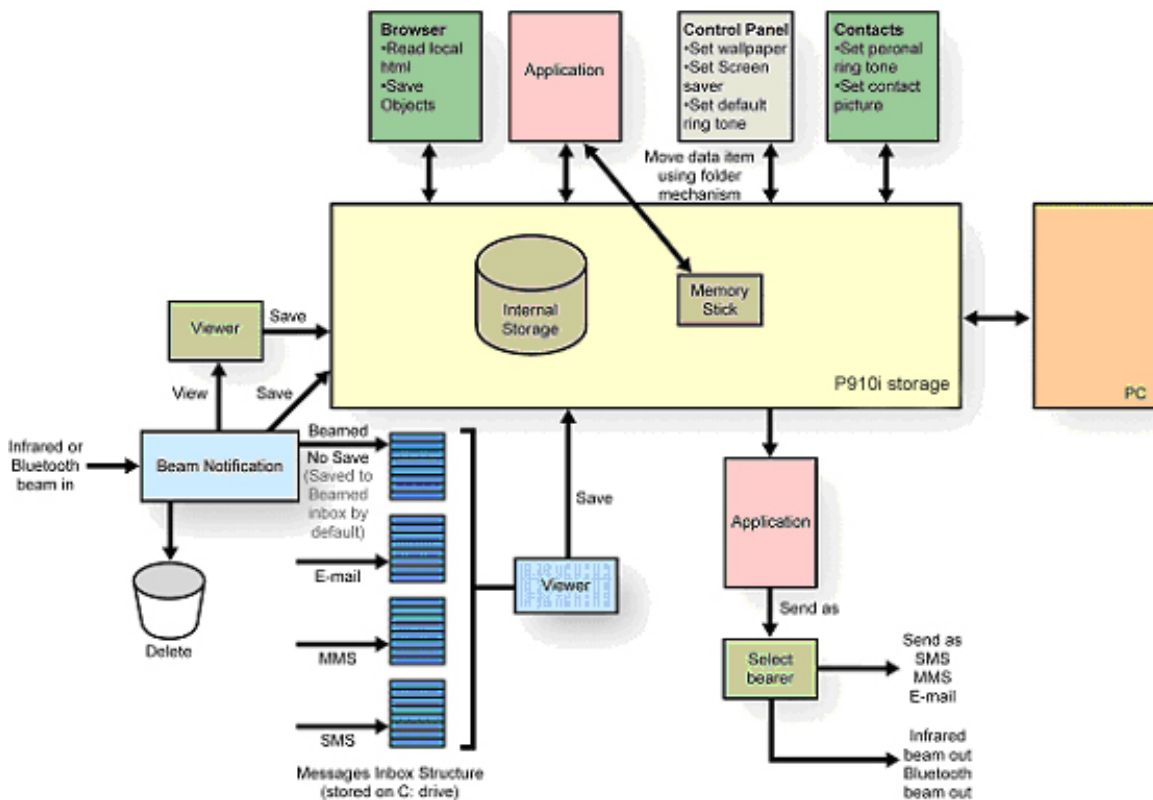 Browser
•Read local
html
•Save
Objects
Application
Control Panel
•Set wallpaper
•Set Screen
saver
•Set default
ring tone
Contacts
•Set peronal
ring tone
•Set contact
picture
Move data item
using folder
mechanism
Internal
Storage
Memory
Stick
P910i storage
PC
Viewer
Save
View
Save
Infrared or
Bluetooth
beam in
Beam Notification
Beamed
No Save
(Saved to
Beamed
inbox by
default)
Delete
E-mail
MMS
SMS
Messages Inbox Structure
(stored on C: drive)
Viewer
Save
Application
Send as
Select
bearer
Send as
SMS
MMS
E-mail
Infrared
beam out
Bluetooth
beam out